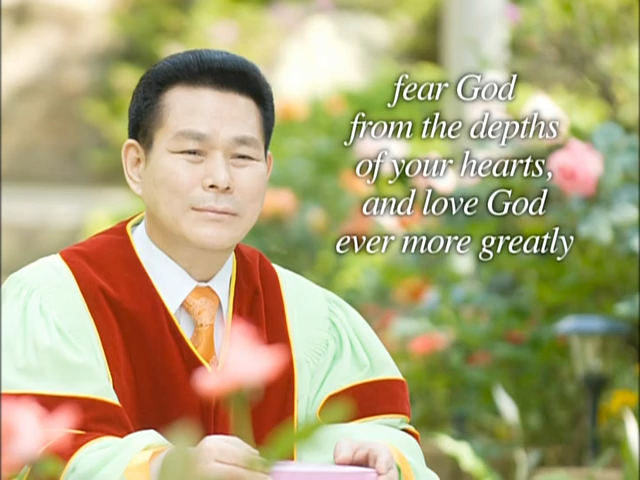 fear God
from the depths
of your hearts,
and love God
ever more greatly